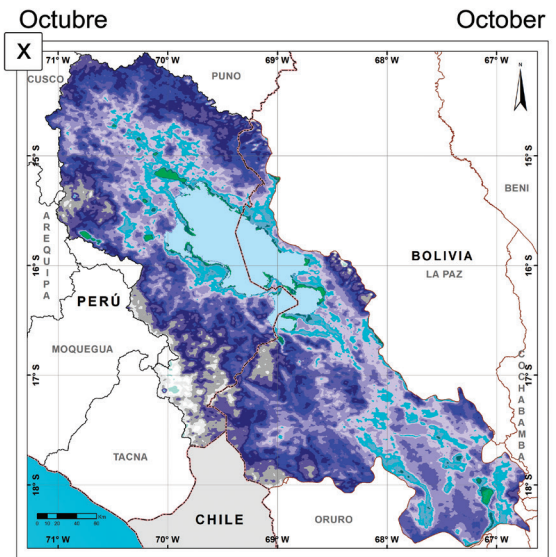 Octubre
October
X
71° W
70° W
69° W
68° W
67° W
CUSCO
PUNO
N
15°S
15°S
BENI
AREQUIPA
BOLIVIA
16°S
16°S
LA PAZ
PERÚ
MOQUEGUA
17°S
17°S
COCHABAMBA
TACNA
18°S
18°S
CHILE
ORURO
71° W
70° W
69° W
68° W
67° W